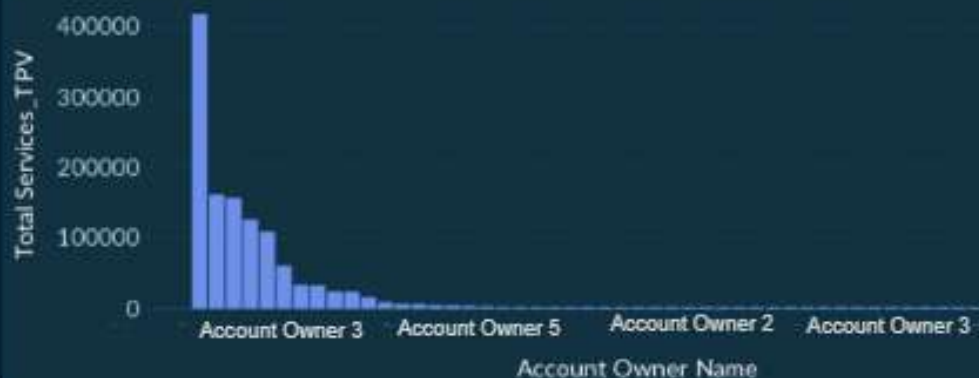 Total Services_TPV
400000
300000
200000
100000
0
Account Owner 3
Account Owner 5
Account Owner 2
Account Owner 3
Account Owner Name